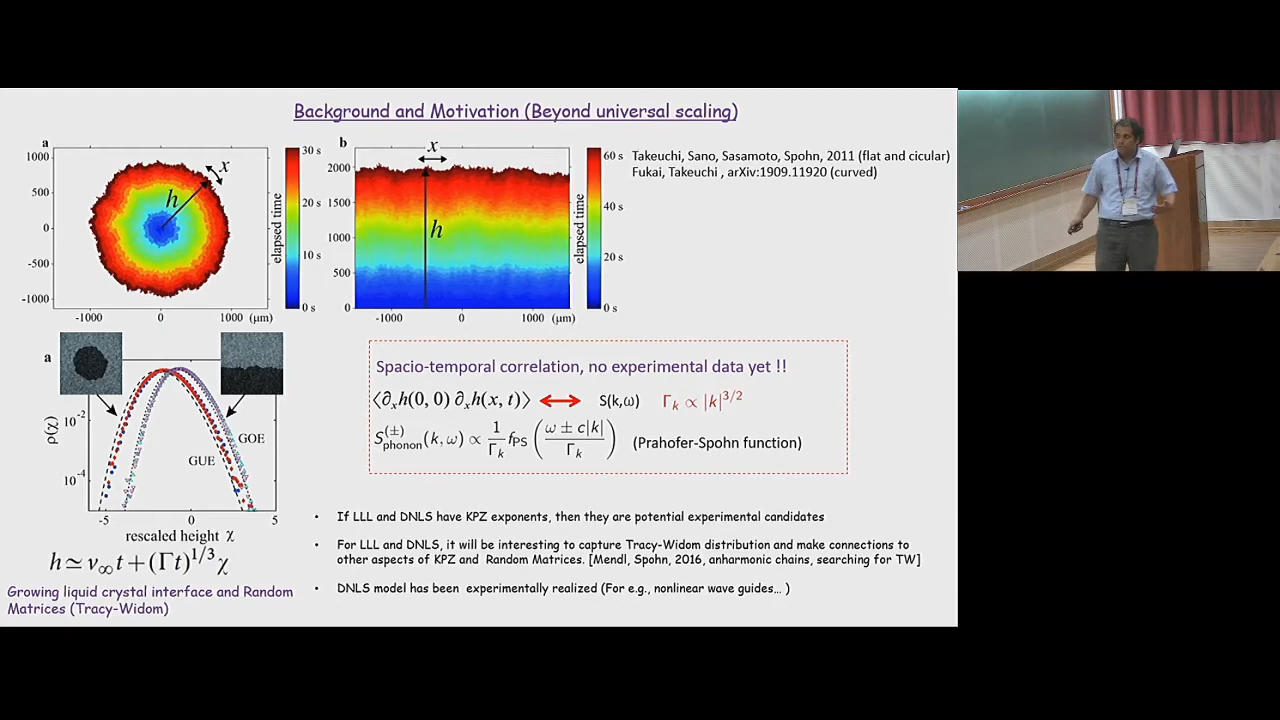 Background and Motivation (Beyond universal scaling)
a
1000
500
0
-500
-1000
-1000 0 1000 (μm)
x
h
30 s
20 s
10 s
0 s
elapsed time
b
2000
1500
1000
500
0
-1000 0 1000
x
h
60 s
40 s
20 s
0 s
elapsed time
Takeuchi, Sano, Sasamoto, Spohn, 2011 (flat and cicular)
Fukai, Takeuchi , arXiv:1909.11920 (curved)
a
10⁻²
10⁻⁴
ρ(χ)
GOE
GUE
-5 0 5
rescaled height χ
h ≃ v∞t + (Γt)^{1/3}χ
Growing liquid crystal interface and Random
Matrices (Tracy-Widom)
Spacio-temporal correlation, no experimental data yet !!
⟨∂ₓh(0, 0) ∂ₓh(x, t)⟩ ⟷ S(k,ω) Γₖ ∝ |k|^{3/2}
S_{phonon}^{(±)}(k, ω) ∝ 1/Γₖ f_{PS} ((ω ± c|k|)/Γₖ) (Prahofer-Spohn function)
• If LLL and DNLS have KPZ exponents, then they are potential experimental candidates
• For LLL and DNLS, it will be interesting to capture Tracy-Widom distribution and make connections to
other aspects of KPZ and Random Matrices. [Mendl, Spohn, 2016, anharmonic chains, searching for TW]
• DNLS model has been experimentally realized (For e.g., nonlinear wave guides... )